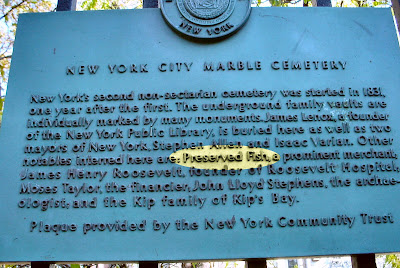 NEW YORK
NEW YORK CITY MARBLE CEMETERY
New York's second non-sectarian cemetery was started in 1831,
one year after the first. The underground family vaults are
individually marked by many monuments. James Lenox, a founder
of the New York Public Library, is buried here as well as two
mayors of New York, Stephen Allen and Isaac Varian. Other
notables interred here are: Preserved Fish, a prominent merchant,
James Henry Roosevelt, founder of Roosevelt Hospital,
Moses Taylor, the financier, John Lloyd Stephens, the archae-
ologist; and the Kip family of Kip's Bay.
Plaque provided by the New York Community Trust